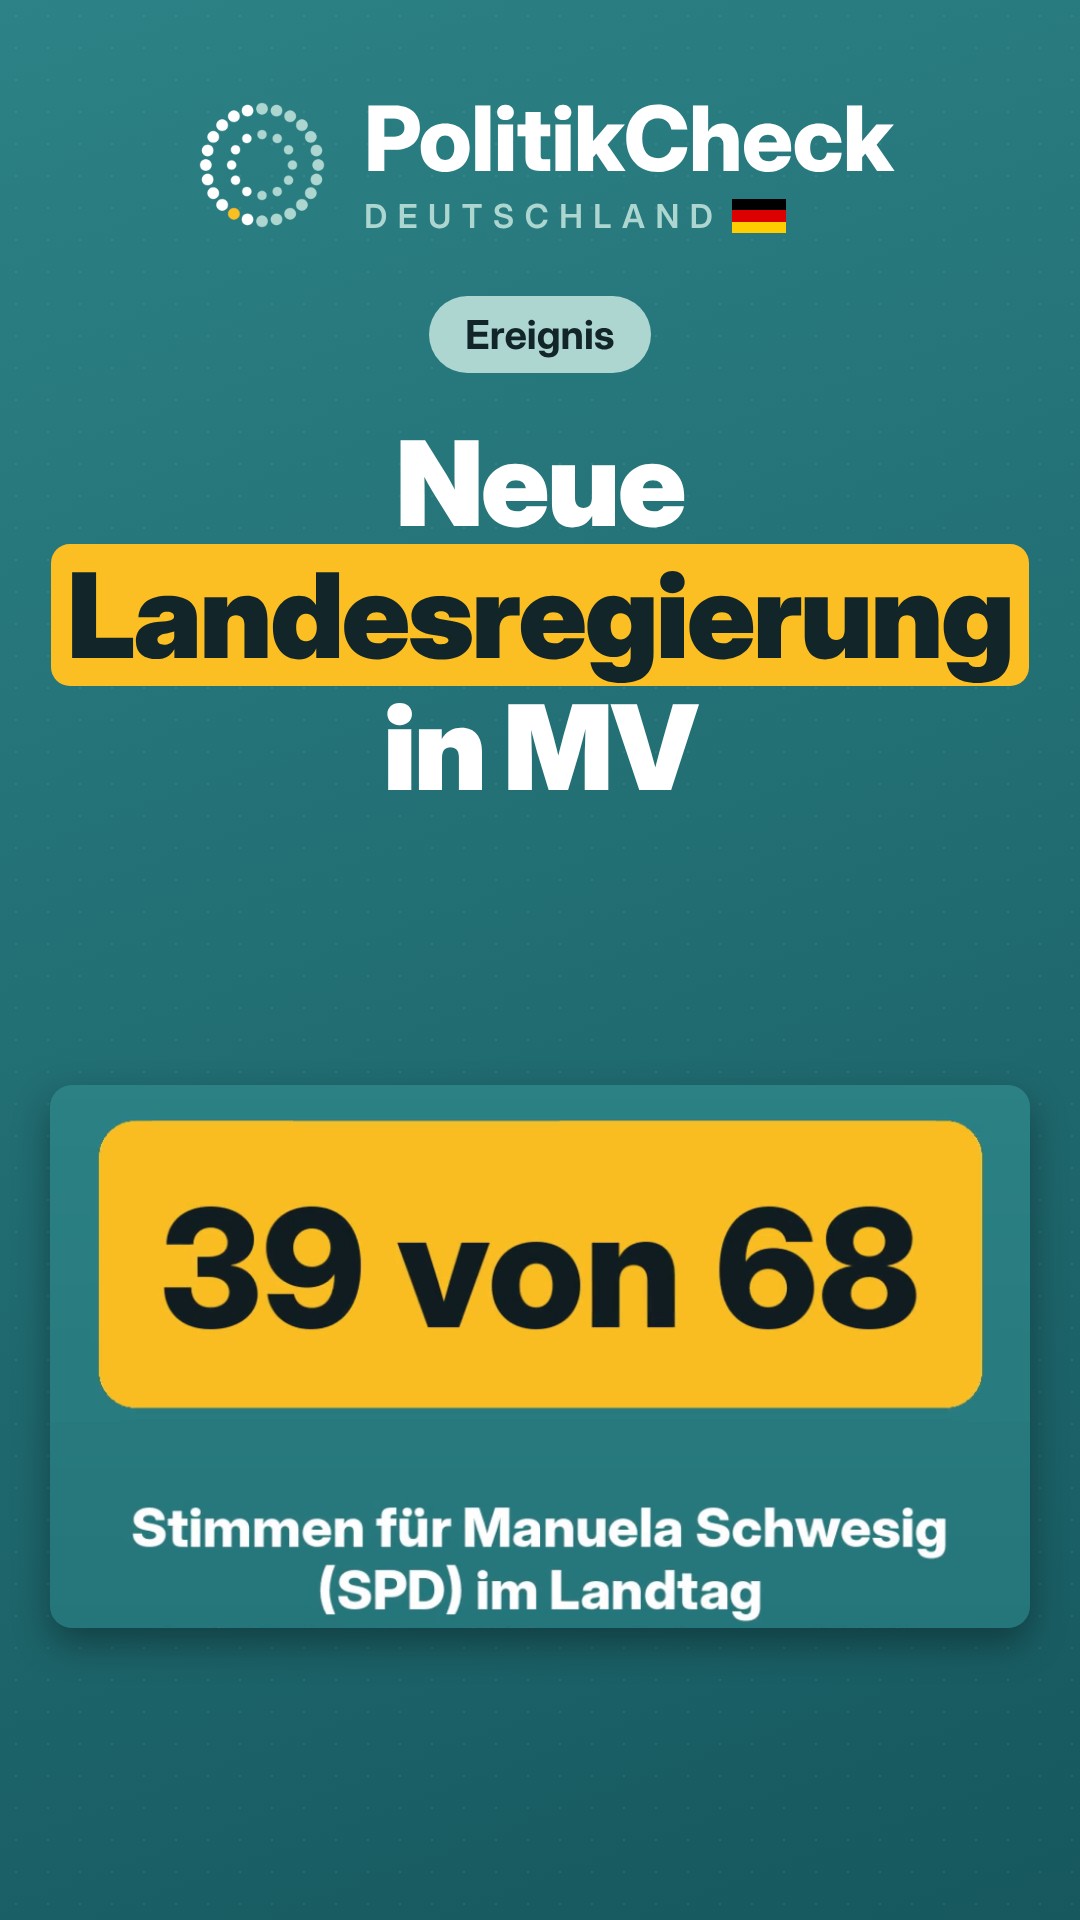 PolitikCheck
DEUTSCHLAND
Ereignis
Neue
Landesregierung
in MV
39 von 68
Stimmen für Manuela Schwesig
(SPD) im Landtag